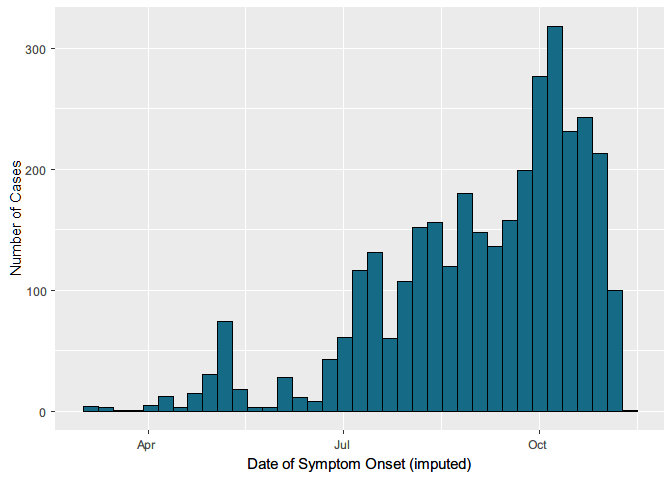 Number of Cases
300
200
100
0
Apr
Jul
Oct
Date of Symptom Onset (imputed)